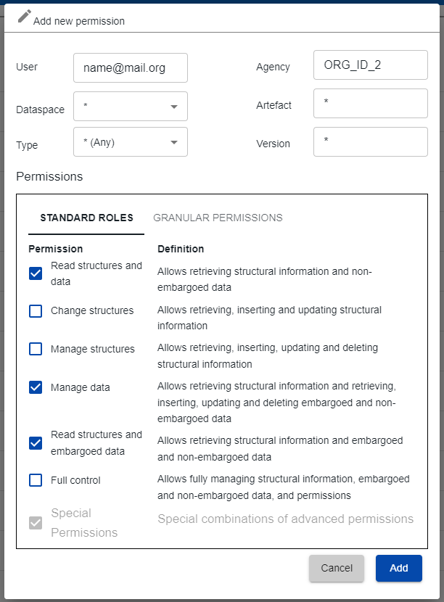 Add new permission
User name@mail.org Agency ORG_ID_2
Dataspace * Artefact *
Type * (Any) Version *
Permissions
STANDARD ROLES GRANULAR PERMISSIONS
Permission Definition
Read structures and
data
Allows retrieving structural information and non-
embargoed data
Change structures
Allows retrieving, inserting and updating structural
information
Manage structures
Allows retrieving, inserting, updating and deleting
structural information
Manage data
Allows retrieving structural information and retrieving,
inserting, updating and deleting embargoed and non-
embargoed data
Read structures and
embargoed data
Allows retrieving structural information and embargoed
and non-embargoed data
Full control
Allows fully managing structural information, embargoed
and non-embargoed data, and permissions
Special
Permissions
Special combinations of advanced permissions
Cancel Add